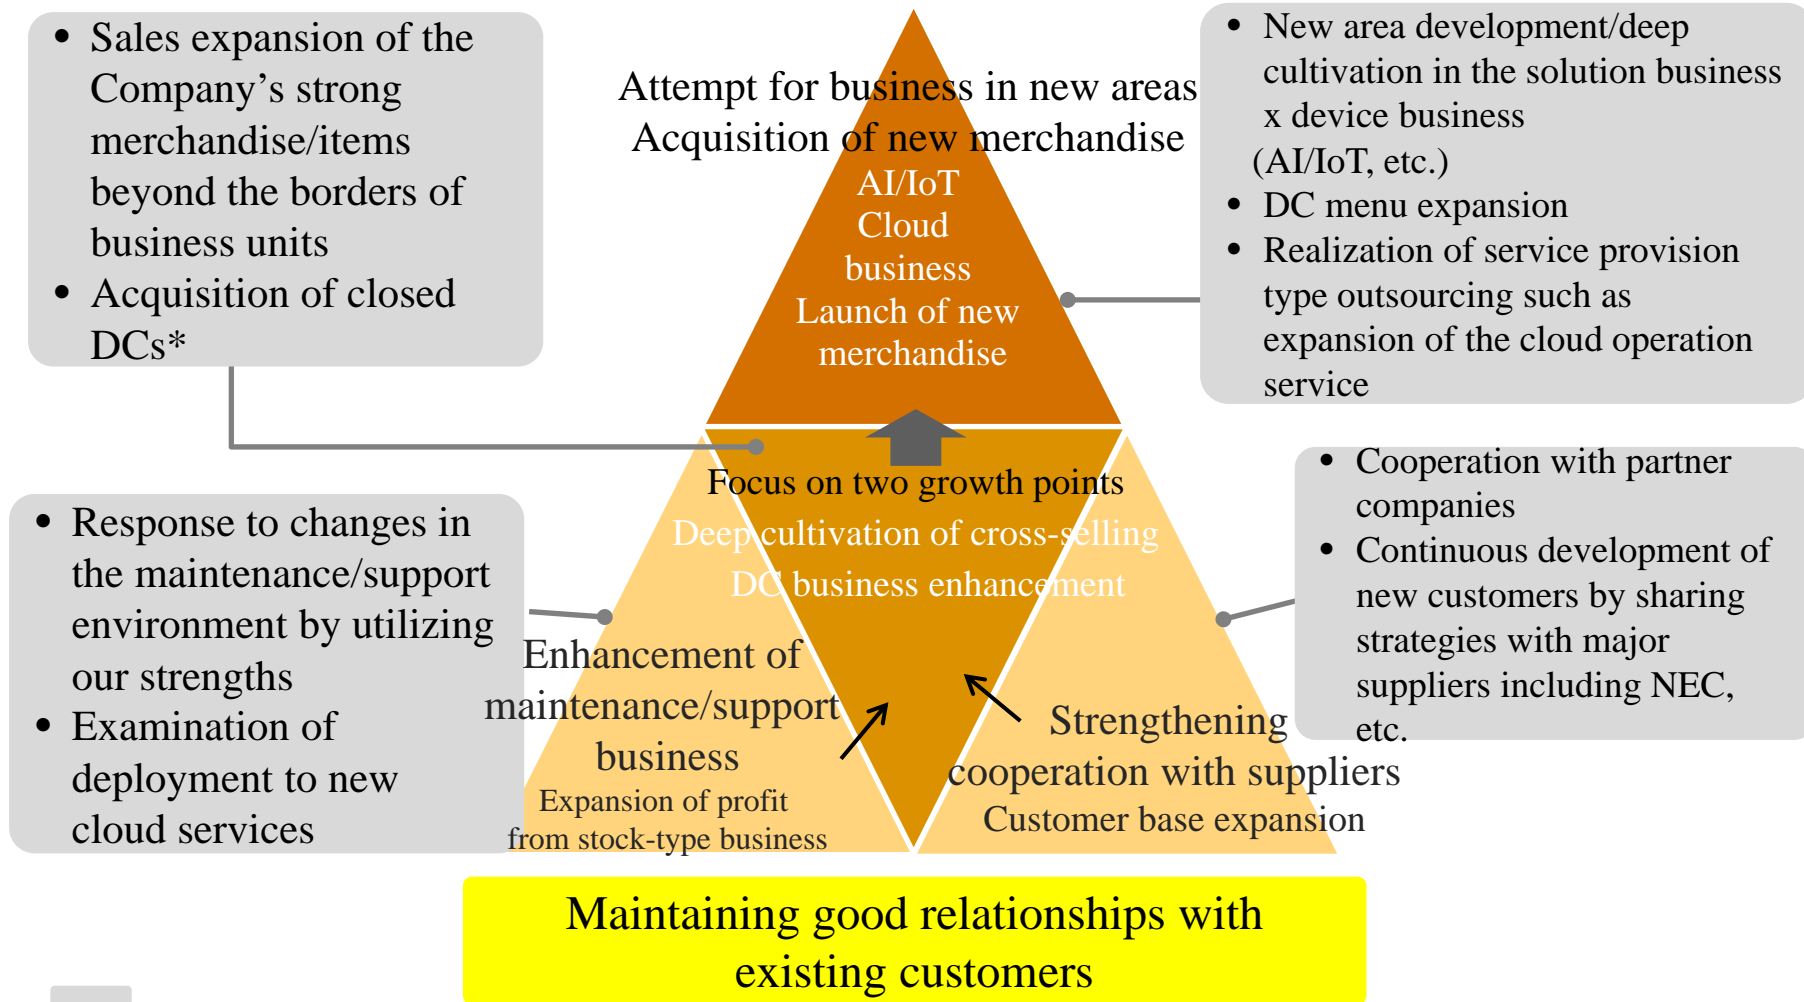 • Sales expansion of the
Company’s strong
merchandise/items
beyond the borders of
business units
• Acquisition of closed
DCs*
Attempt for business in new areas
Acquisition of new merchandise
AI/IoT
Cloud
business
Launch of new
merchandise
• New area development/deep
cultivation in the solution business
x device business
(AI/IoT, etc.)
• DC menu expansion
• Realization of service provision
type outsourcing such as
expansion of the cloud operation
service
Focus on two growth points
Deep cultivation of cross-selling
DC business enhancement
• Response to changes in
the maintenance/support
environment by utilizing
our strengths
• Examination of
deployment to new
cloud services
Enhancement of
maintenance/support
business
Expansion of profit
from stock-type business
Strengthening
cooperation with suppliers
Customer base expansion
• Cooperation with partner
companies
• Continuous development of
new customers by sharing
strategies with major
suppliers including NEC,
etc.
Maintaining good relationships with
existing customers